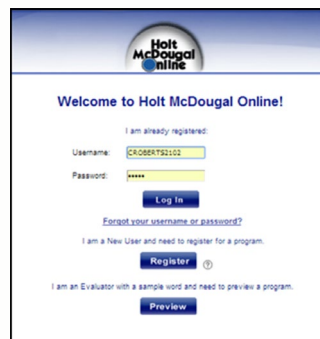 Holt
McDougal
Online
Welcome to Holt McDougal Online!
I am already registered:
Username: CROBERTS2102
Password: •••••
Log In
Forgot your username or password?
I am a New User and need to register for a program.
Register ?
I am an Evaluator with a sample word and need to preview a program.
Preview